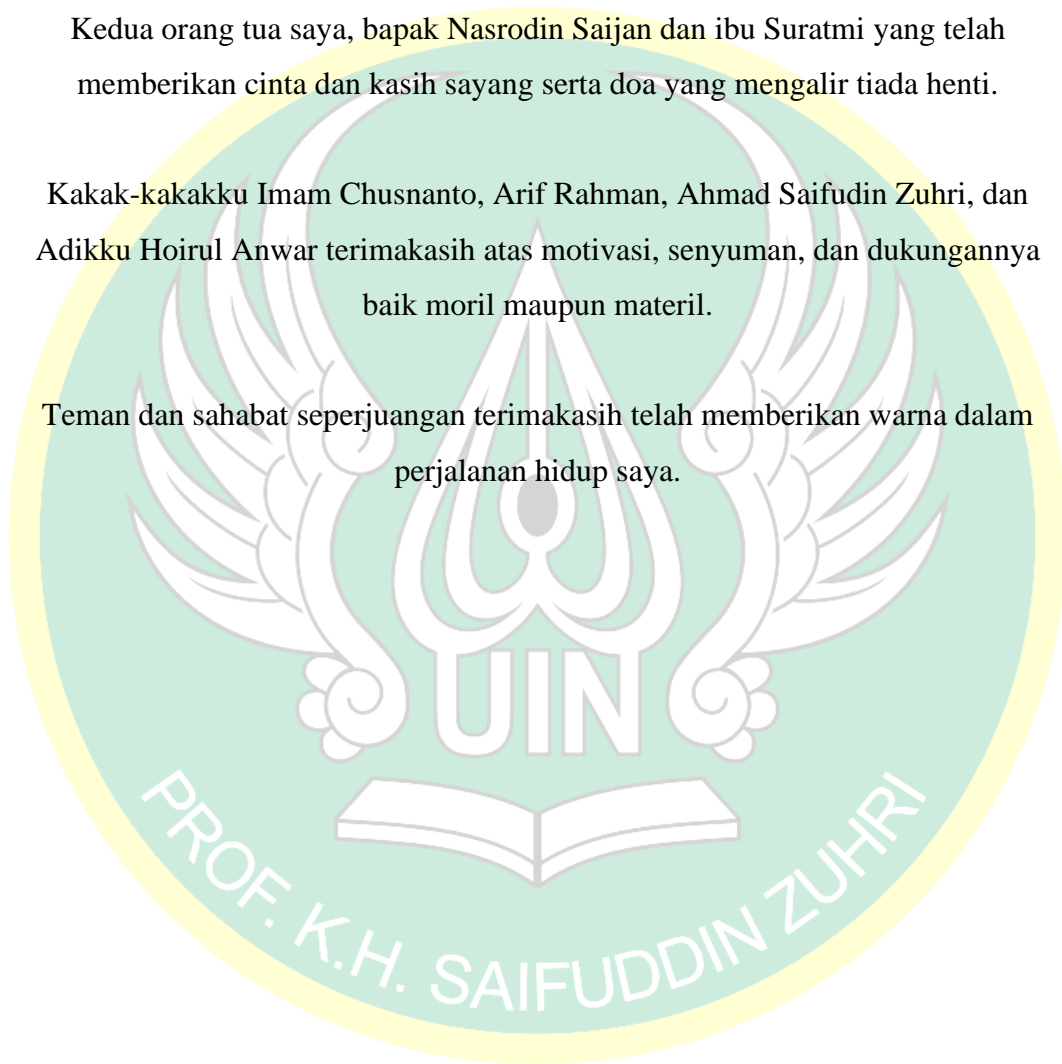 Kedua orang tua saya, bapak Nasrodin Saijan dan ibu Suratmi yang telah
memberikan cinta dan kasih sayang serta doa yang mengalir tiada henti.
Kakak-kakakku Imam Chusnanto, Arif Rahman, Ahmad Saifudin Zuhri, dan
Adikku Hoirul Anwar terimakasih atas motivasi, senyuman, dan dukungannya
baik moril maupun materil.
Teman dan sahabat seperjuangan terimakasih telah memberikan warna dalam
perjalanan hidup saya.
UIN
PROF. K.H. SAIFUDDIN ZUHRI